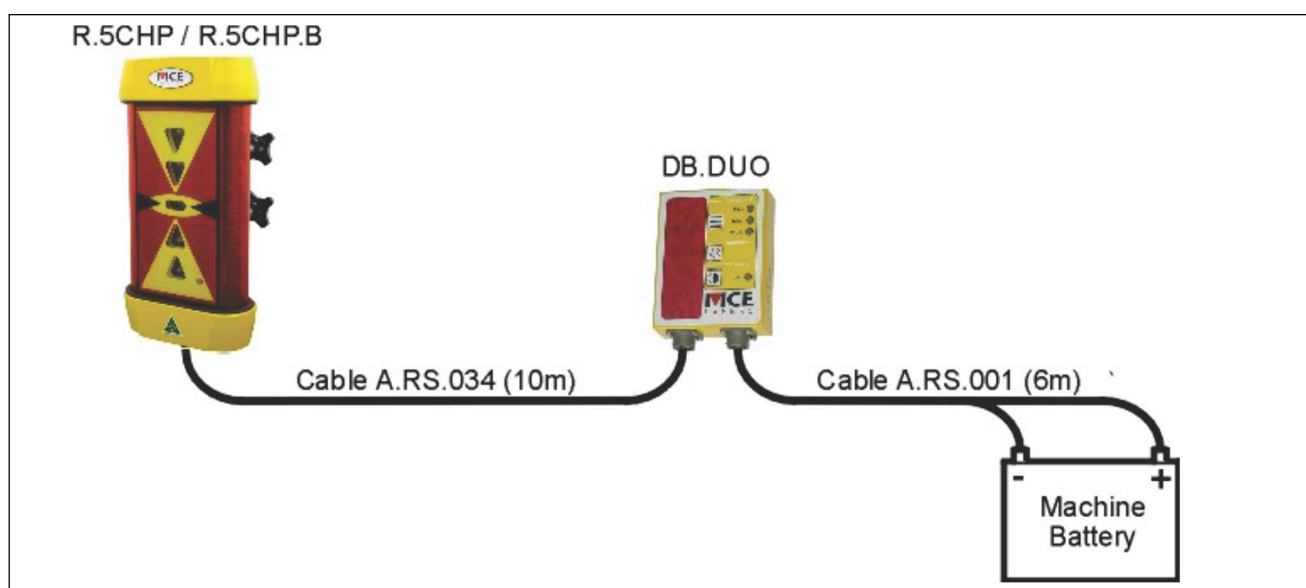 R.5CHP / R.5CHP.B
MCE
DB.DUO
MCE
Cable A.RS.034 (10m)
Cable A.RS.001 (6m)
- +
Machine
Battery